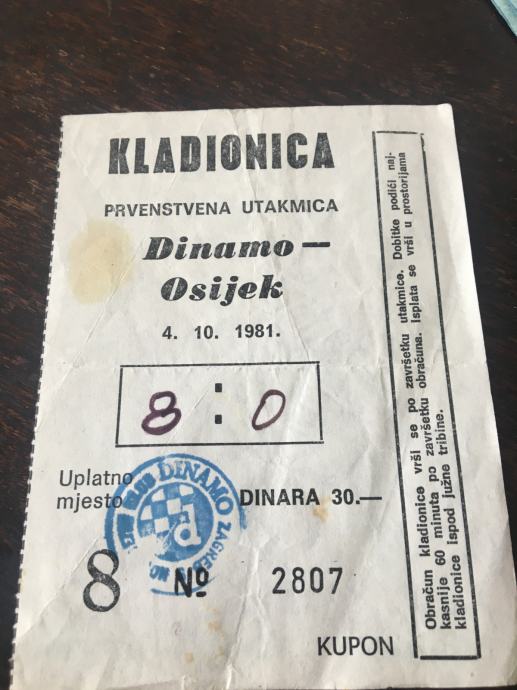 KLADIONICA
PRVENSTVENA UTAKMICA
Dinamo —
Osijek
4. 10. 1981.
8 : 0
Uplatno
mjesto
DINARA 30.—
DINAMO ZAGREB
8 № 2807
KUPON
Obračun kladionice vrši se po završetku utakmice. Dobitke podići naj-
kasnije 60 minuta po završetku obračuna. Isplata se vrši u prostorijama
kladionice ispod južne tribine.